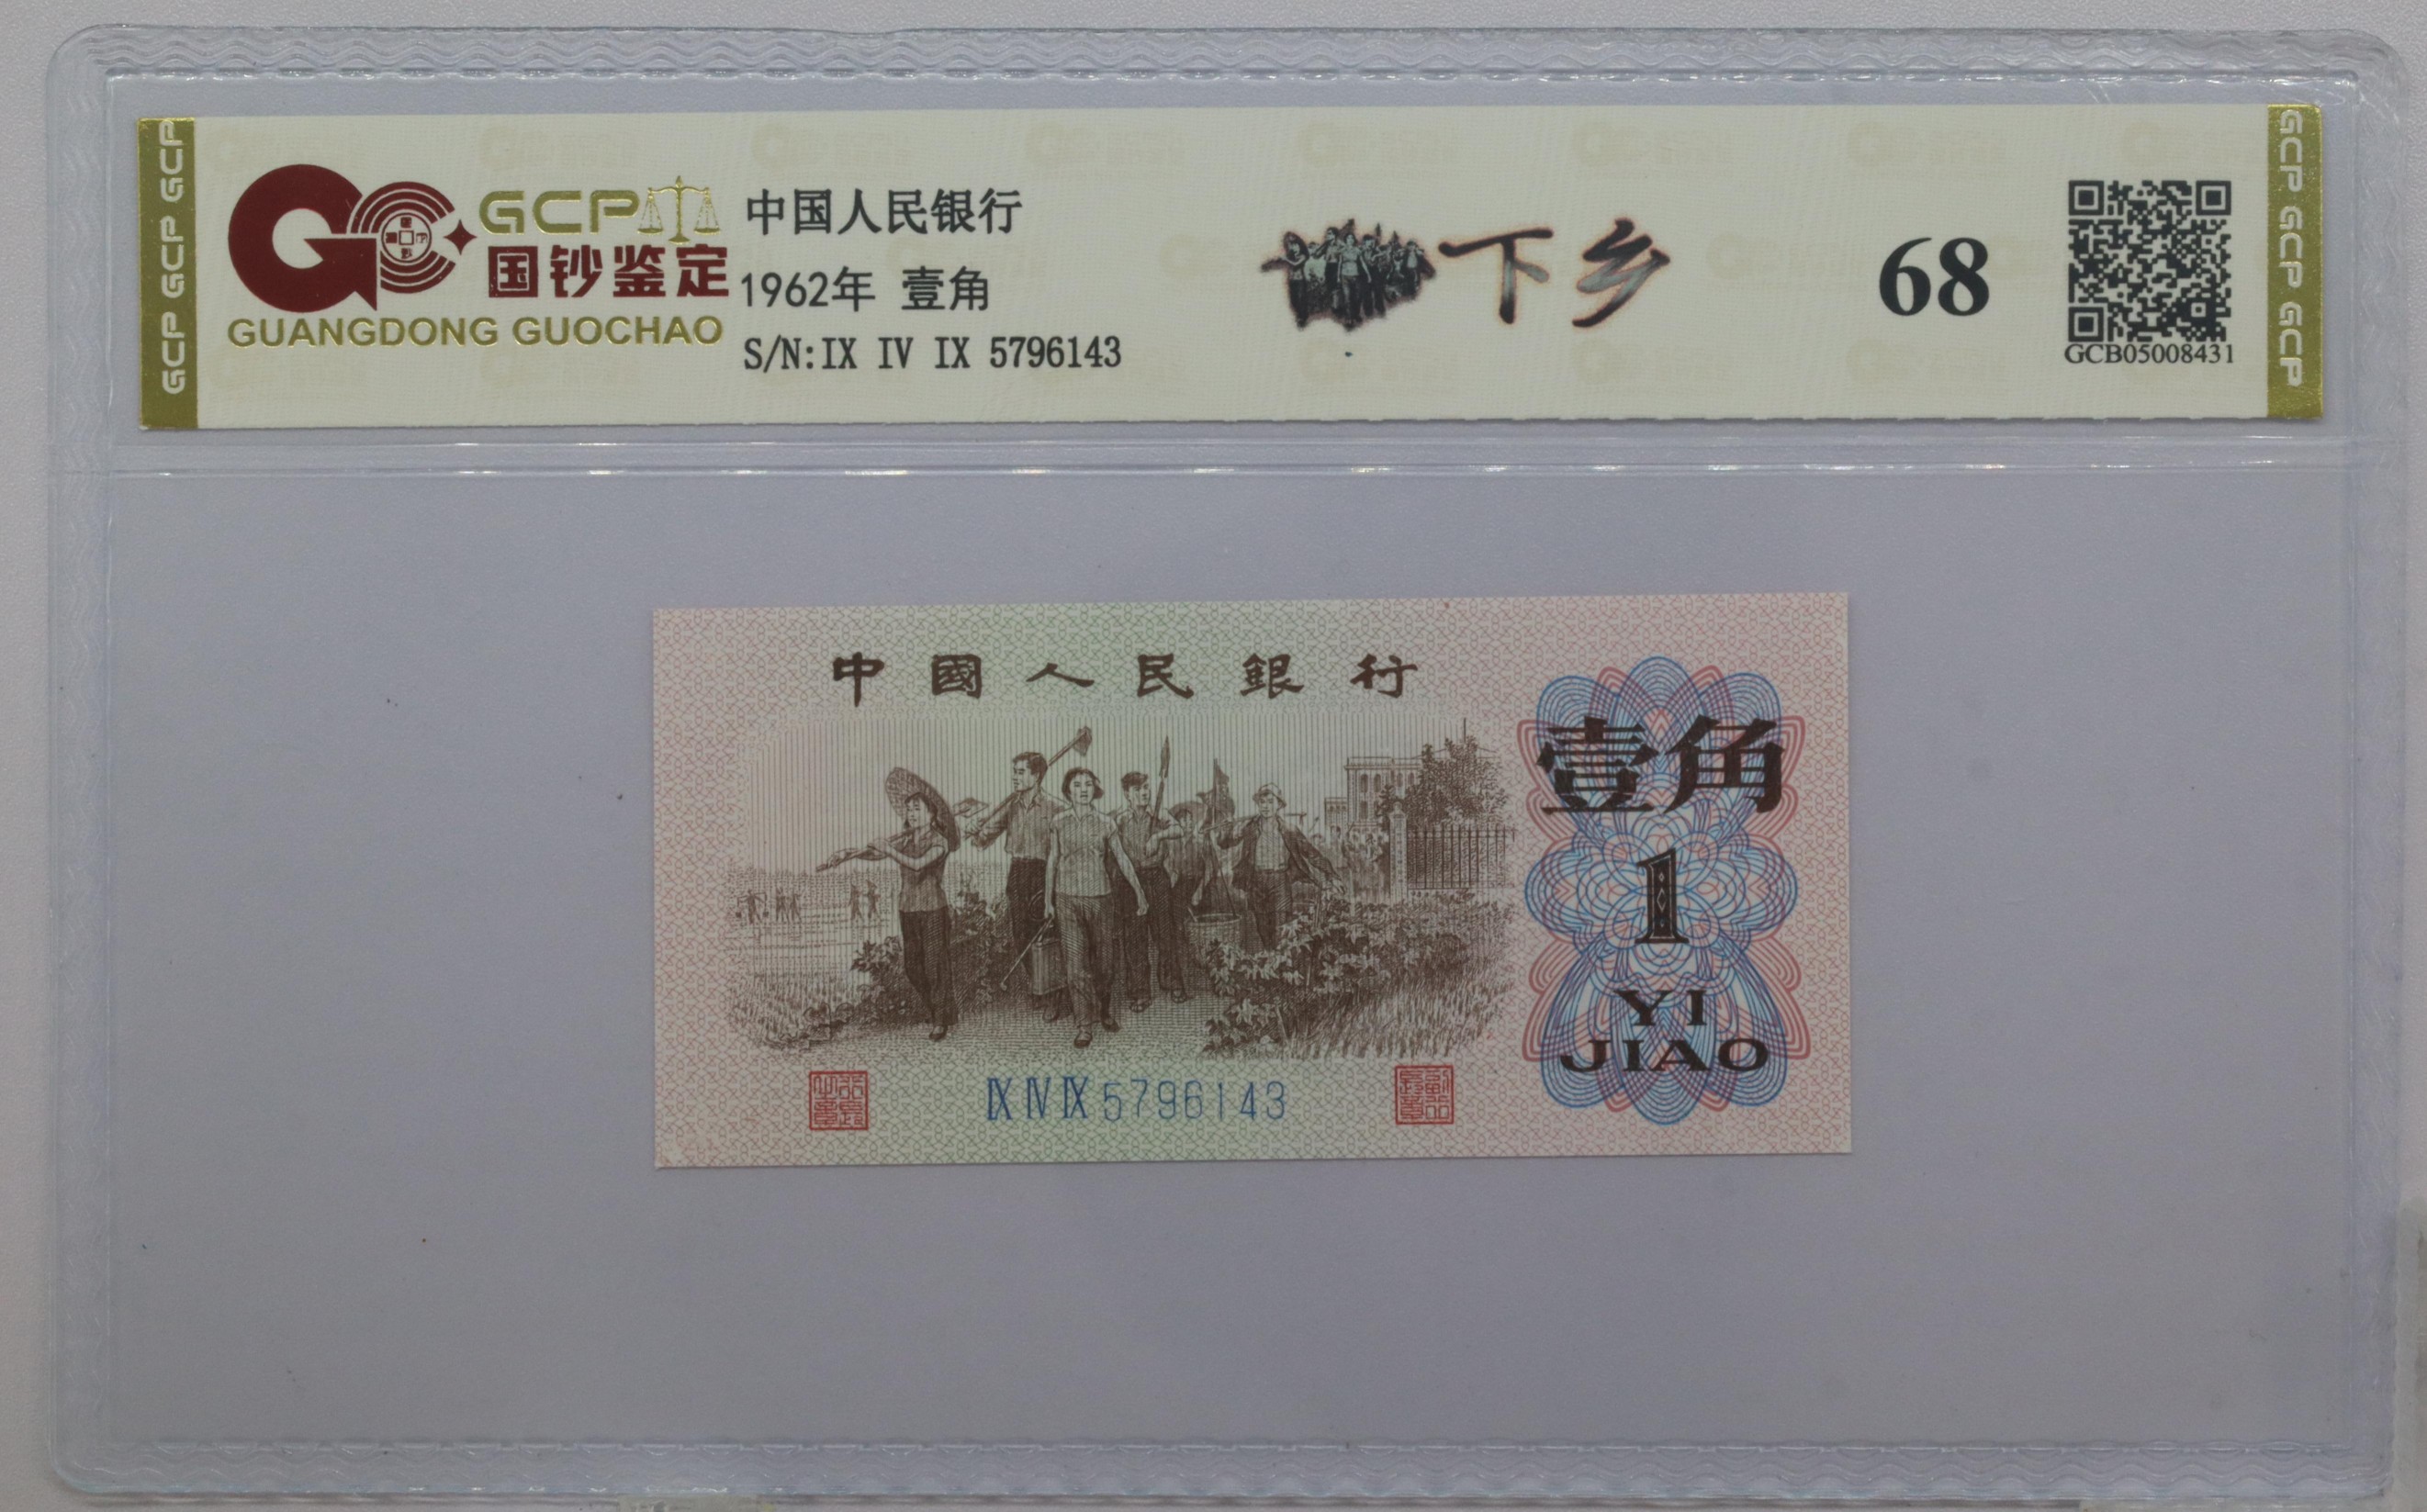 GCP GCP GCP
GCP
国钞鉴定
GUANGDONG GUOCHAO
中国人民银行
1962年 壹角
S/N:IX IV IX 5796143
下乡
68
GCB05008431
GCP GCP GCP
中國人民銀行
壹角
1
YI
JIAO
IX IV IX 5796143